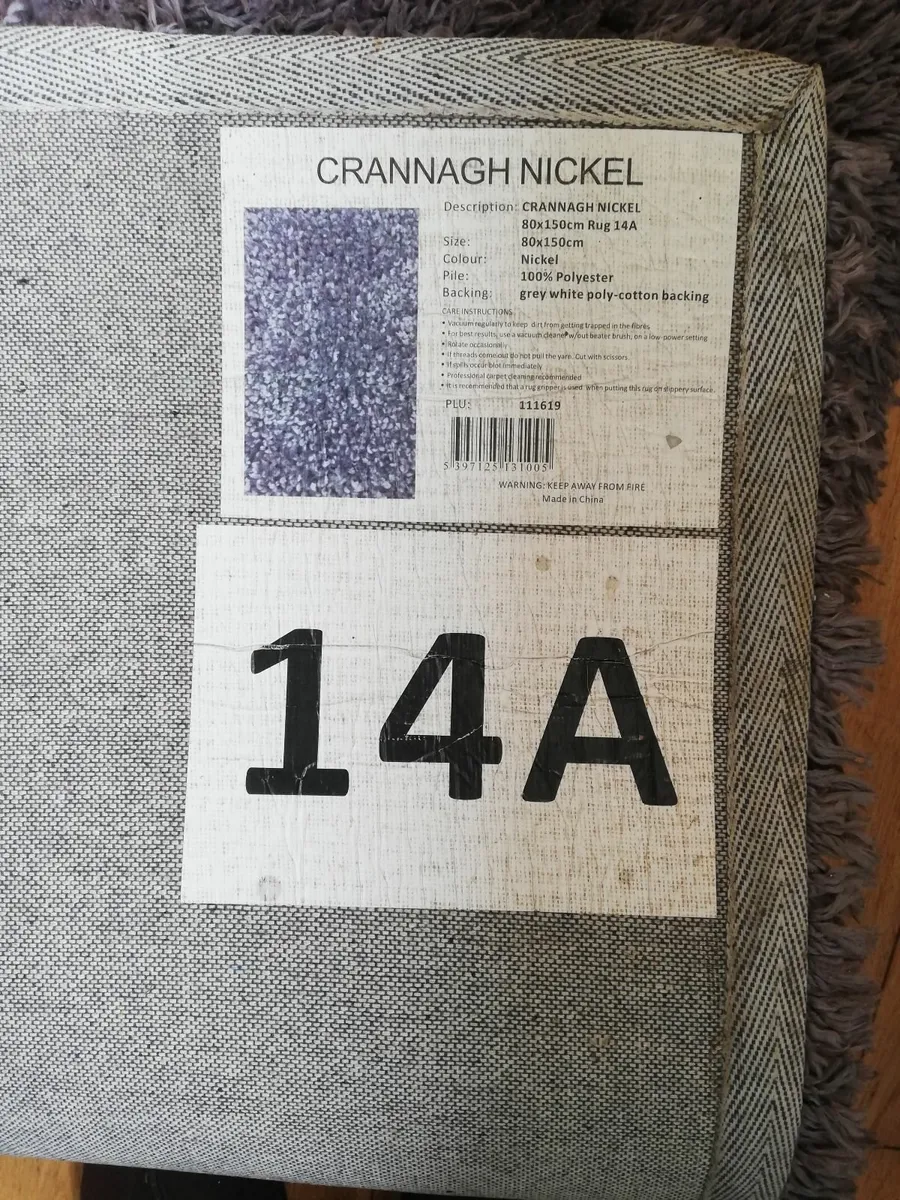 CRANNAGH NICKEL
Description: CRANNAGH NICKEL
80x150cm Rug 14A
Size: 80x150cm
Colour: Nickel
Pile: 100% Polyester
Backing: grey white poly-cotton backing
CARE INSTRUCTIONS
• Vacuum regularly to keep dirt from getting trapped in the fibres
• For best results, use a vacuum cleaner w/out beater brush, on a low-power setting
• Rotate occasionally
• If threads come out do not pull the yarn. Cut with scissors
• If spills occur blot immediately
• Professional carpet cleaning recommended
• It is recommended that a rug gripper is used when putting this rug on slippery surface.
PLU: 111619
5 397125 131005
WARNING: KEEP AWAY FROM FIRE
Made in China
14A